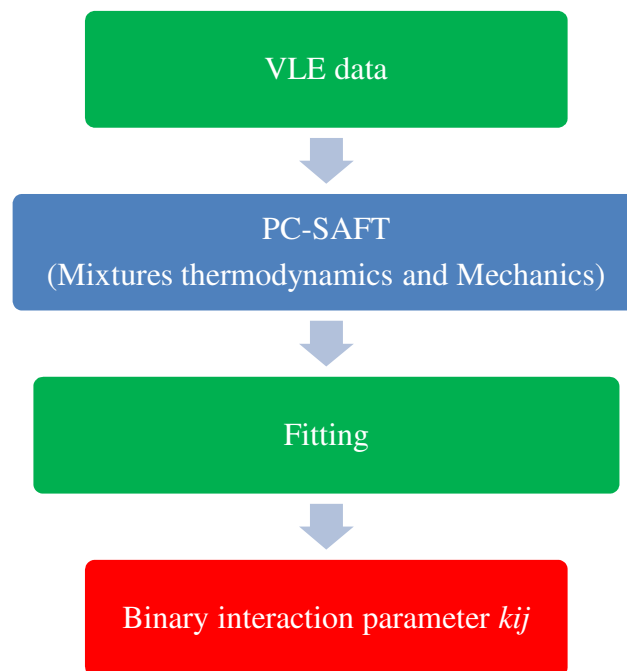 VLE data
PC-SAFT
(Mixtures thermodynamics and Mechanics)
Fitting
Binary interaction parameter kij